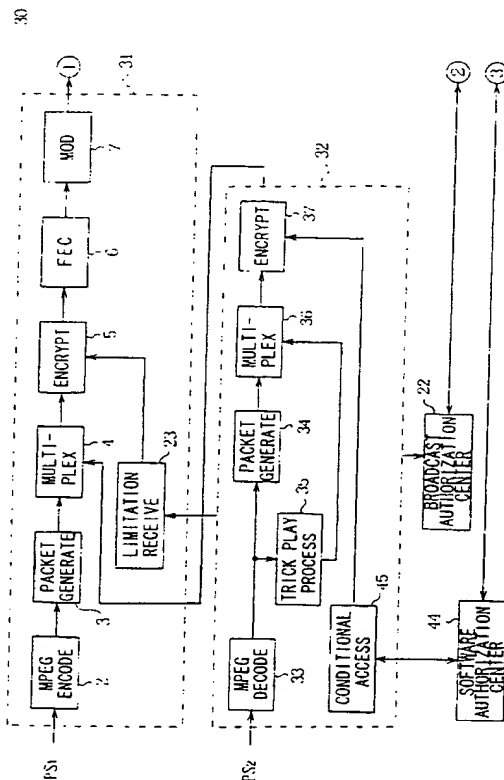 30
31
MPEG ENCODE
2
PACKET GENERATE
3
MULTI-
PLEX
4
ENCRYPT
5
FEC
6
MOD
7
1
PS1
LIMITATION
RECEIVE
23
32
MPEG DECODE
33
PACKET GENERATE
34
TRICK PLAY
PROCESS
35
MULTI-
PLEX
36
ENCRYPT
37
PS2
CONDITIONAL
ACCESS
45
SOFTWARE
AUTHORIZATION
CENTER
44
BROADCAST
AUTHORIZATION
CENTER
22
2
3